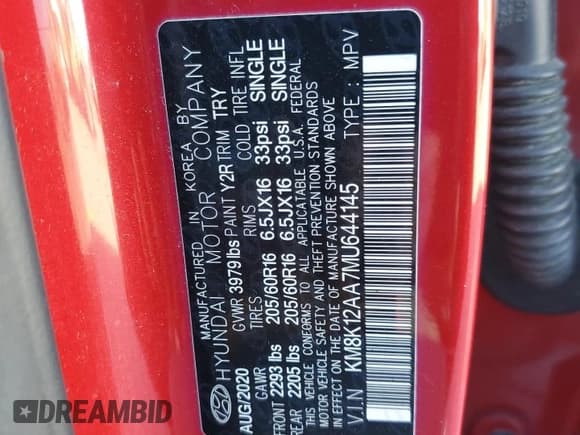 MANUFACTURED IN KOREA BY
HYUNDAI MOTOR COMPANY
AUG/2020 GVWR 3979lbs PAINT Y2R TRIM TRY
GAWR TIRES RIMS COLD TIRE INFL
FRONT 2293 lbs 205/60R16 6.5JX16 33psi SINGLE
REAR 2205 lbs 205/60R16 6.5JX16 33psi SINGLE
THIS VEHICLE CONFORMS TO ALL APPLICABLE U.S.A. FEDERAL
MOTOR VEHICLE SAFETY AND THEFT PREVENTION STANDARDS
IN EFFECT ON THE DATE OF MANUFACTURE SHOWN ABOVE
VIN : KM8K12AA7MU644145 TYPE : MPV
DREAMBID.COM